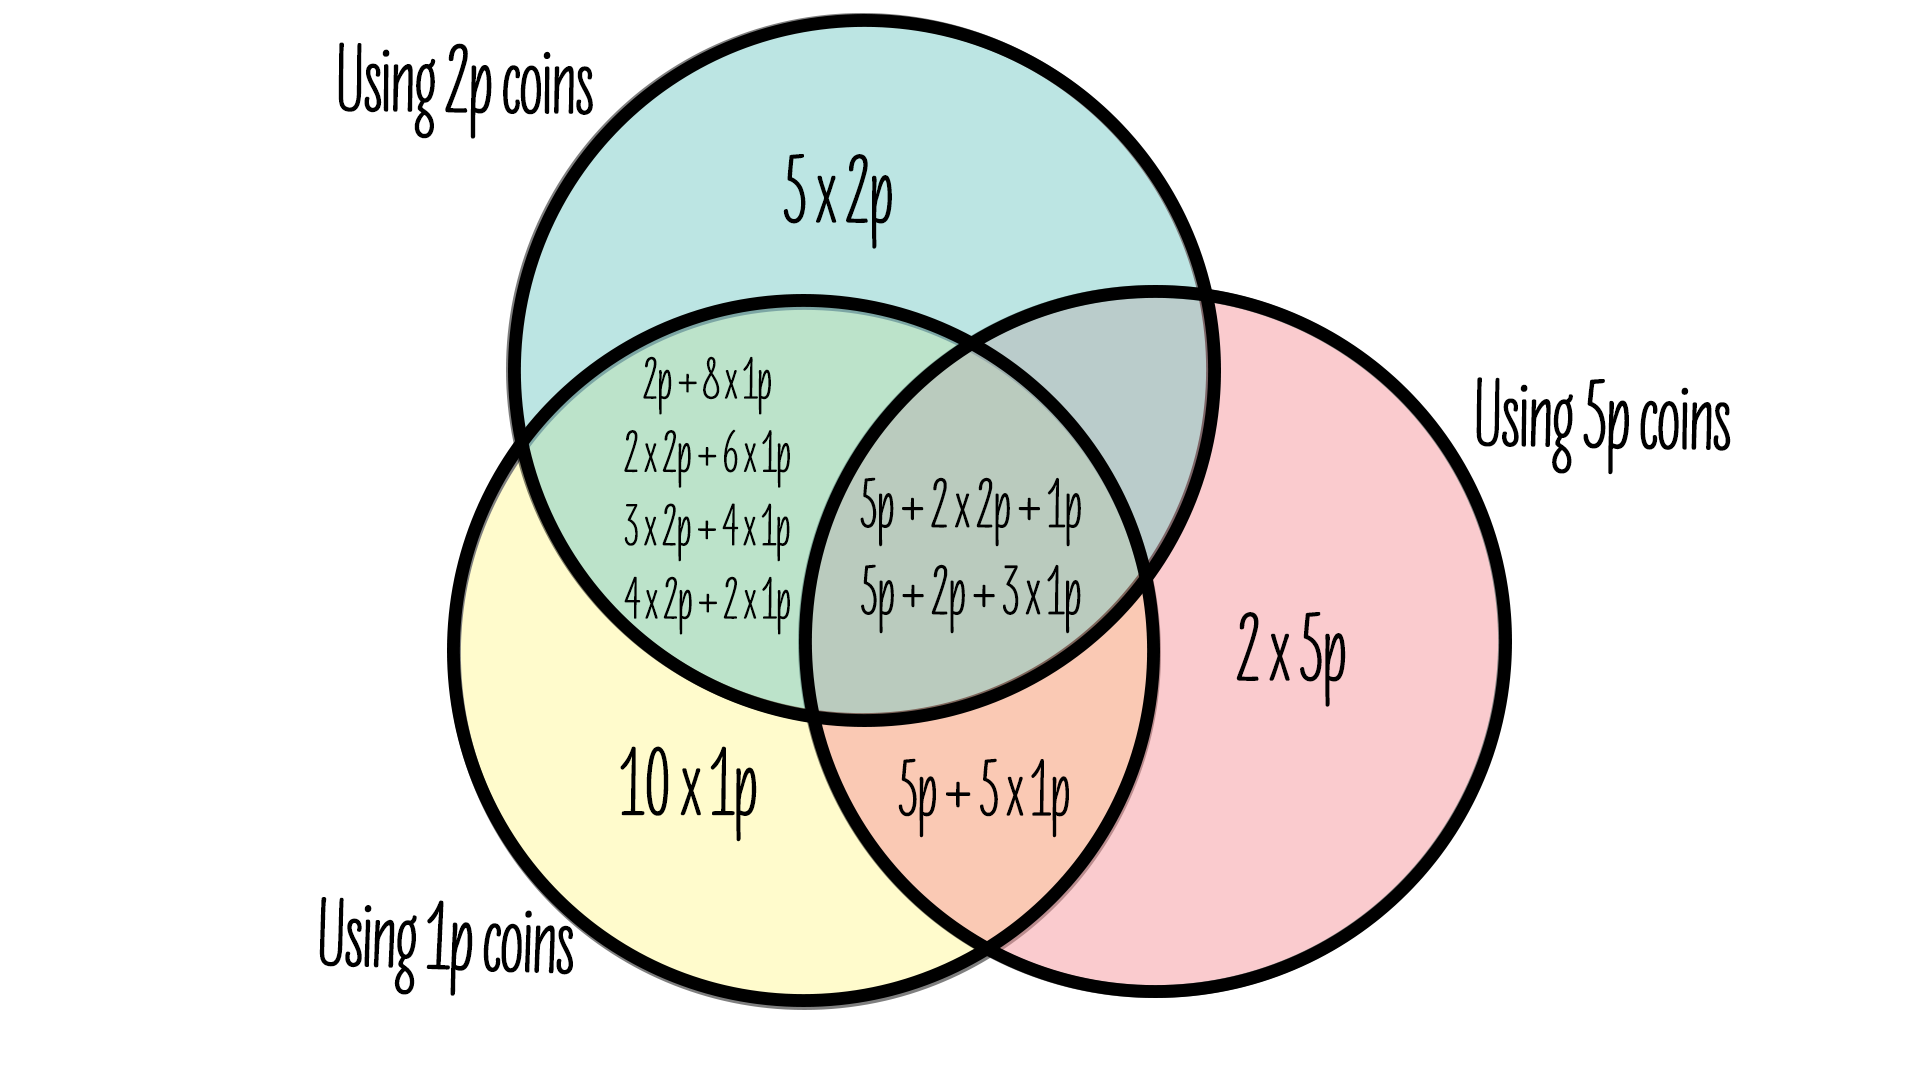 Using 2p coins
5 x 2p
2p + 8 x 1p
2 x 2p + 6 x 1p
3 x 2p + 4 x 1p
4 x 2p + 2 x 1p
5p + 2 x 2p + 1p
5p + 2p + 3 x 1p
Using 5p coins
2 x 5p
10 x 1p
5p + 5 x 1p
Using 1p coins